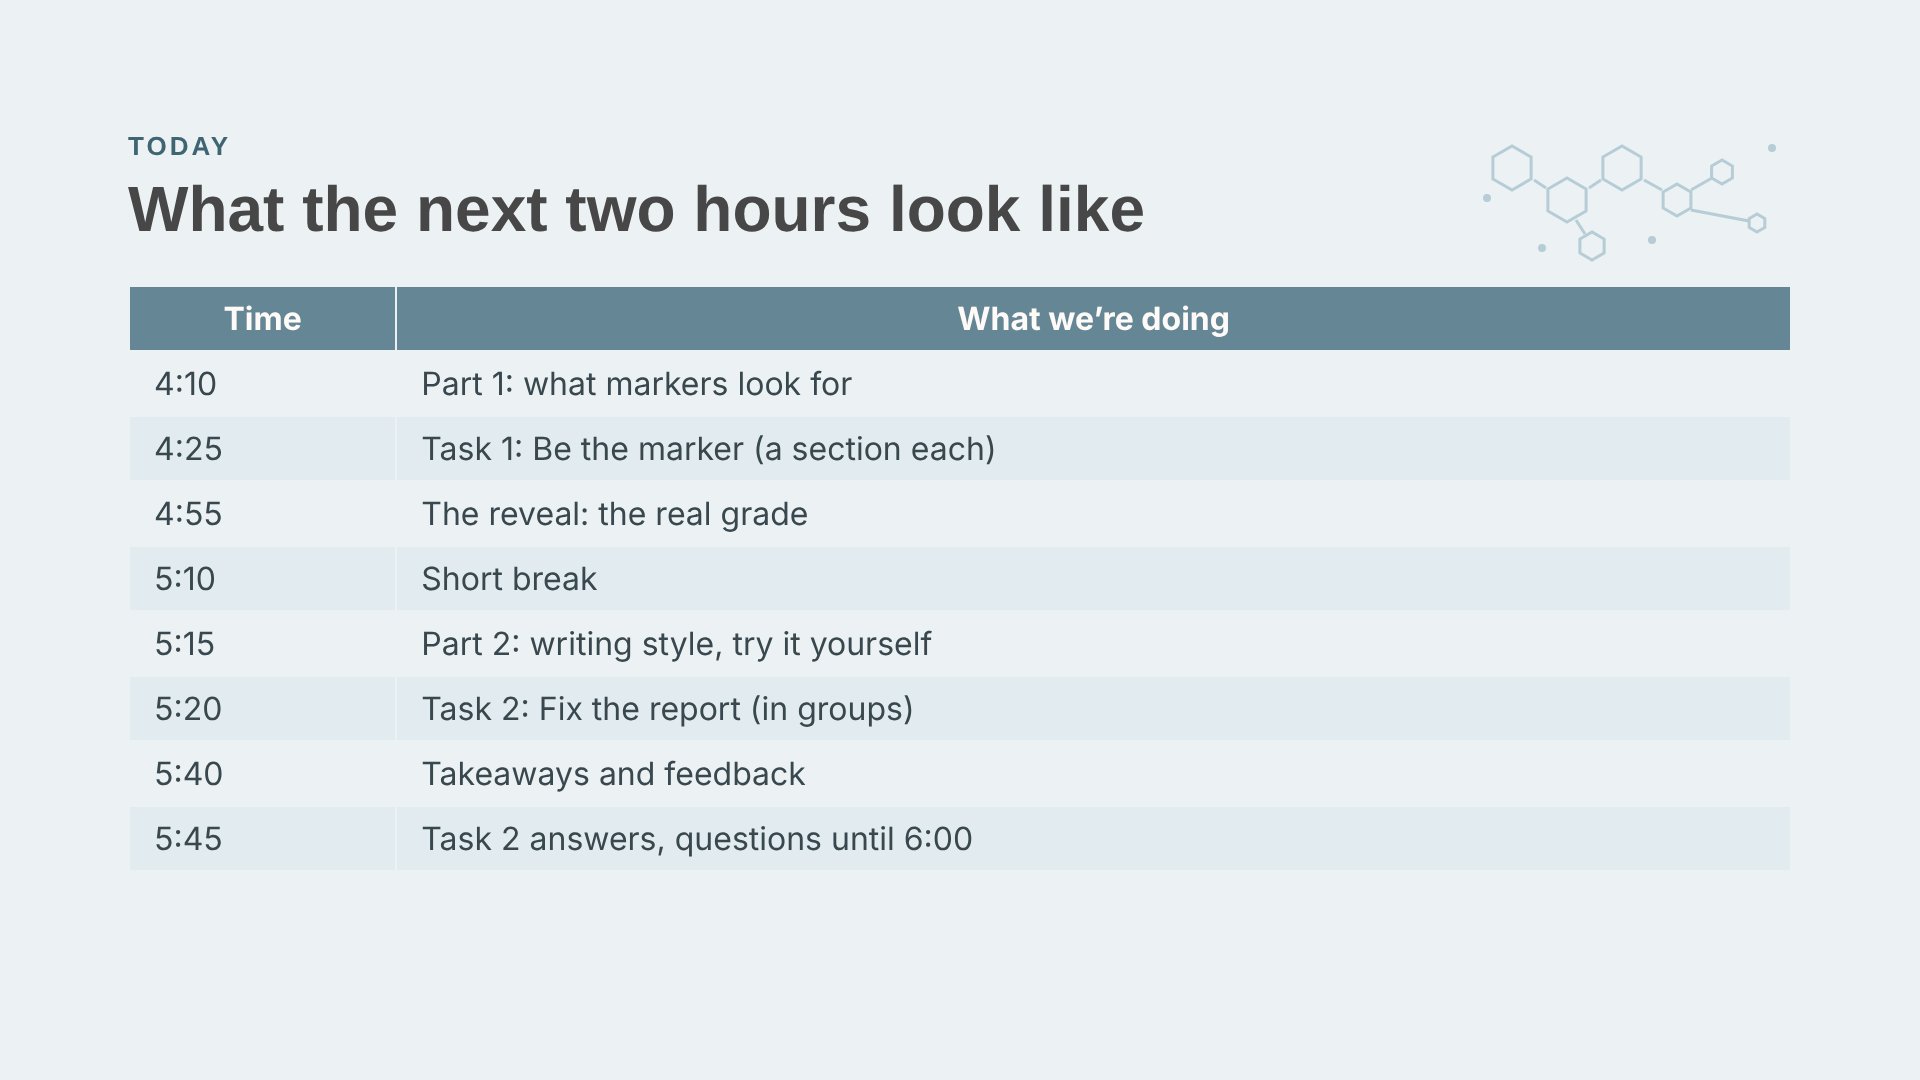 TODAY
What the next two hours look like
Time What we’re doing
4:10 Part 1: what markers look for
4:25 Task 1: Be the marker (a section each)
4:55 The reveal: the real grade
5:10 Short break
5:15 Part 2: writing style, try it yourself
5:20 Task 2: Fix the report (in groups)
5:40 Takeaways and feedback
5:45 Task 2 answers, questions until 6:00